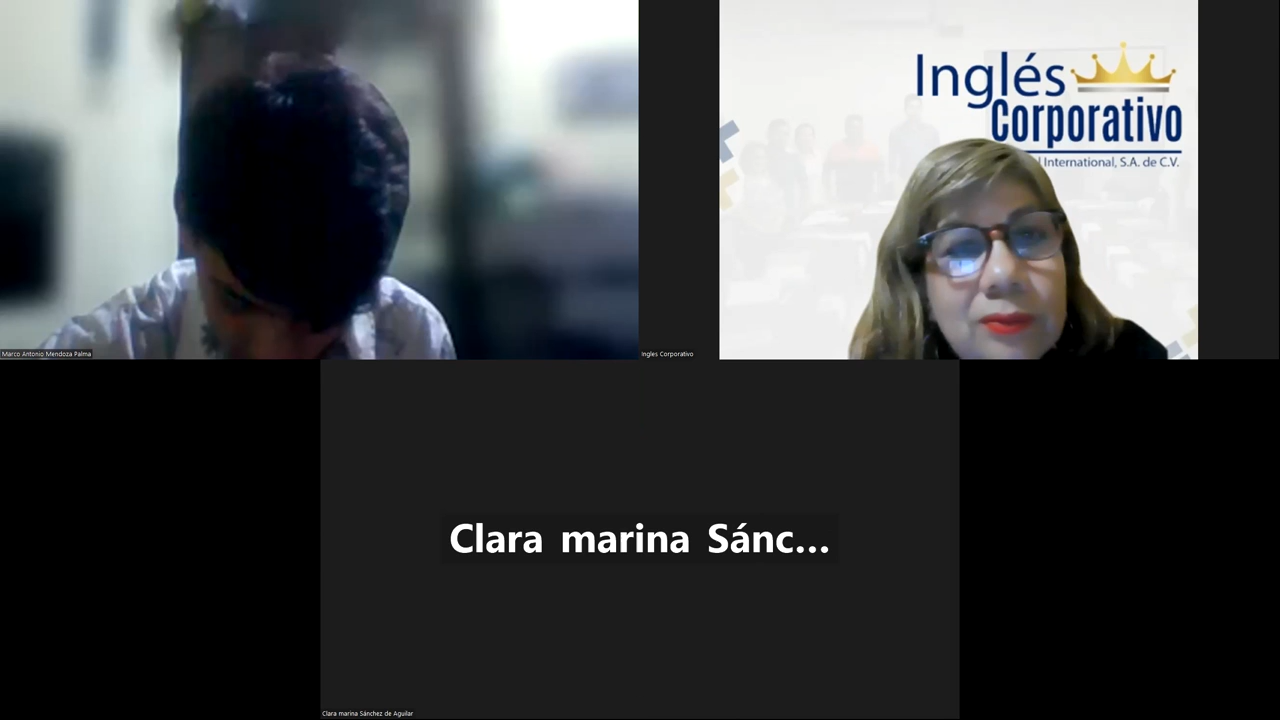 Inglés
Corporativo
l International, S.A. de C.V.
Marco Antonio Mendoza Palma
Ingles Corporativo
Clara marina Sánc...
Clara marina Sánchez de Aguilar